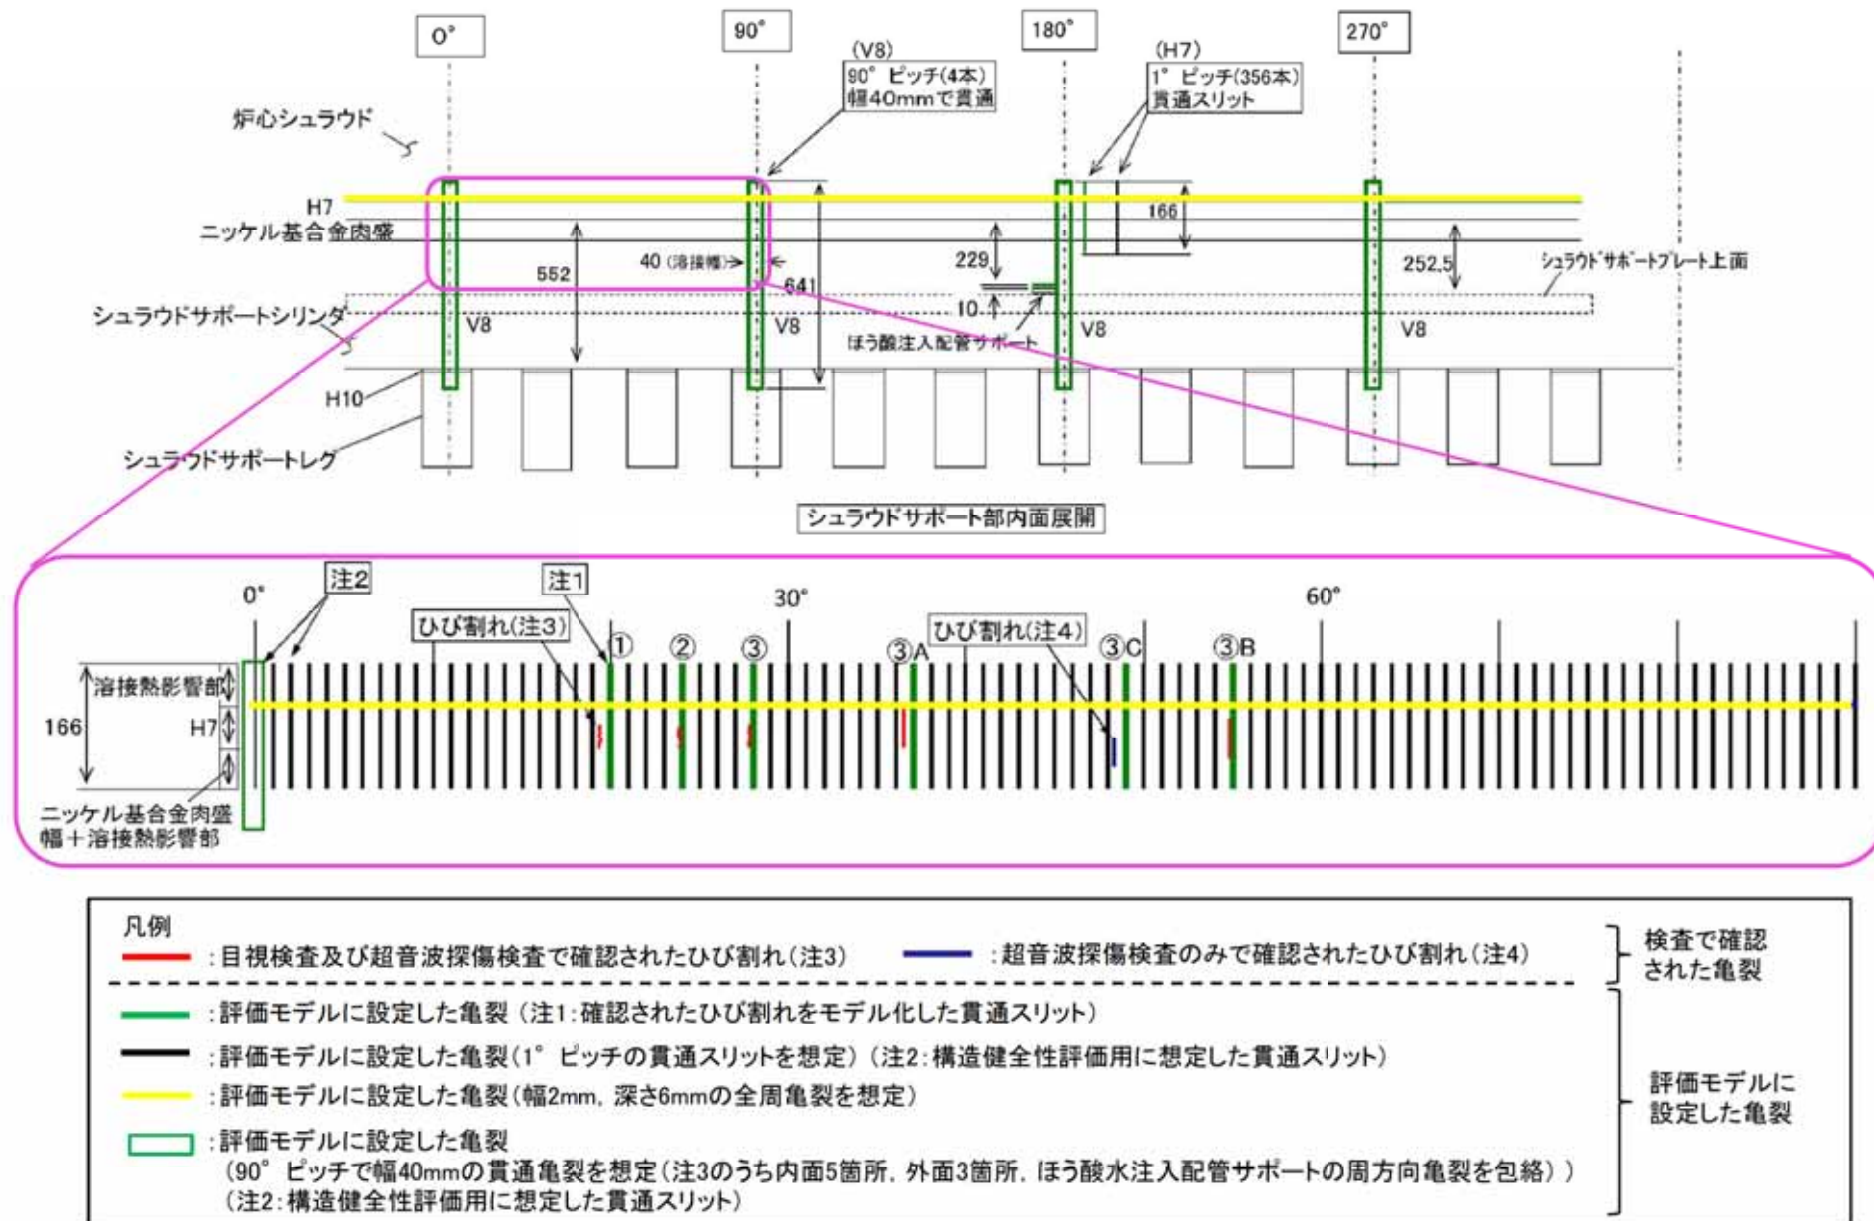 0°
90°
180°
270°
(V8)
90° ピッチ(4本)
幅40mmで貫通
(H7)
1° ピッチ(356本)
貫通スリット
炉心シュラウド
H7
ニッケル基合金肉盛
166
552
40 (溶接幅)
641
229
252.5
シュラウドサポートプレート上面
10
シュラウドサポートシリンダ
V8
V8
V8
V8
ほう酸注入配管サポート
H10
シュラウドサポートレグ
シュラウドサポート部内面展開
注2
注1
0°
30°
60°
ひび割れ(注3)
ひび割れ(注4)
①
②
③
③A
③C
③B
溶接熱影響部
166
H7
ニッケル基合金肉盛
幅+溶接熱影響部
凡例
:目視検査及び超音波探傷検査で確認されたひび割れ(注3)
:超音波探傷検査のみで確認されたひび割れ(注4)
検査で確認
された亀裂
:評価モデルに設定した亀裂 (注1:確認されたひび割れをモデル化した貫通スリット)
:評価モデルに設定した亀裂(1° ピッチの貫通スリットを想定) (注2:構造健全性評価用に想定した貫通スリット)
:評価モデルに設定した亀裂(幅2mm, 深さ6mmの全周亀裂を想定)
評価モデルに
設定した亀裂
:評価モデルに設定した亀裂
(90° ピッチで幅40mmの貫通亀裂を想定(注3のうち内面5箇所, 外面3箇所, ほう酸水注入配管サポートの周方向亀裂を包絡) )
(注2:構造健全性評価用に想定した貫通スリット)